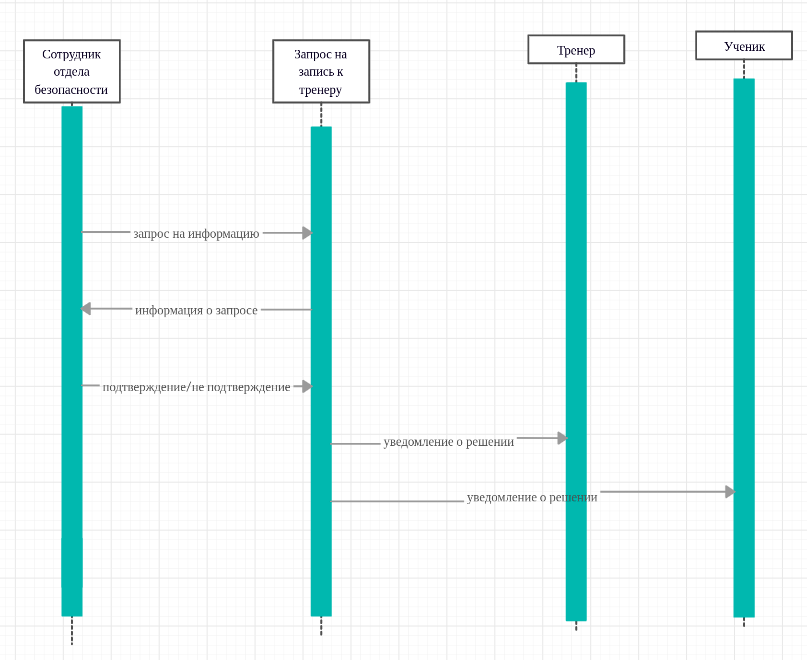 Сотрудник
отдела
безопасности
Запрос на
запись к
тренеру
Тренер
Ученик
запрос на информацию
информация о запросе
подтверждение/не подтверждение
уведомление о решении
уведомление о решении